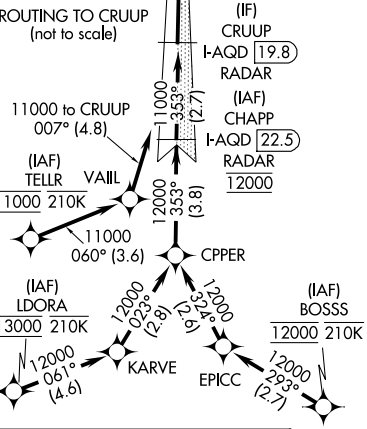 ROUTING TO CRUUP
(not to scale)
(IF)
CRUUP
I-AQD 19.8
RADAR
(IAF)
CHAPP
I-AQD 22.5
RADAR
12000
11000
353°
(2.7)
11000 to CRUUP
007° (4.8)
(IAF)
TELLR
1000 210K
VAIIL
11000
060° (3.6)
12000
353°
(3.8)
CPPER
(IAF)
LDORA
3000 210K
12000
061°
(4.6)
KARVE
12000
023°
(2.8)
12000
324°
(2.6)
EPICC
(IAF)
BOSSS
12000 210K
12000
293°
(2.7)